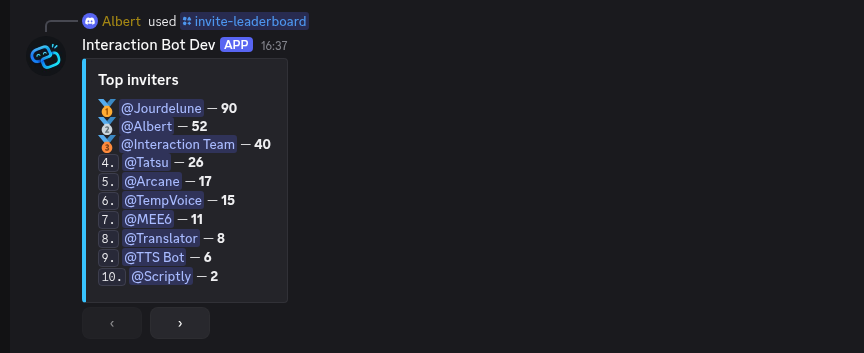 Albert used invite-leaderboard
Interaction Bot Dev APP 16:37
Top inviters
🥇 @Jourdelune — 90
🥈 @Albert — 52
🥉 @Interaction Team — 40
4. @Tatsu — 26
5. @Arcane — 17
6. @TempVoice — 15
7. @MEE6 — 11
8. @Translator — 8
9. @TTS Bot — 6
10. @Scriptly — 2
‹ ›